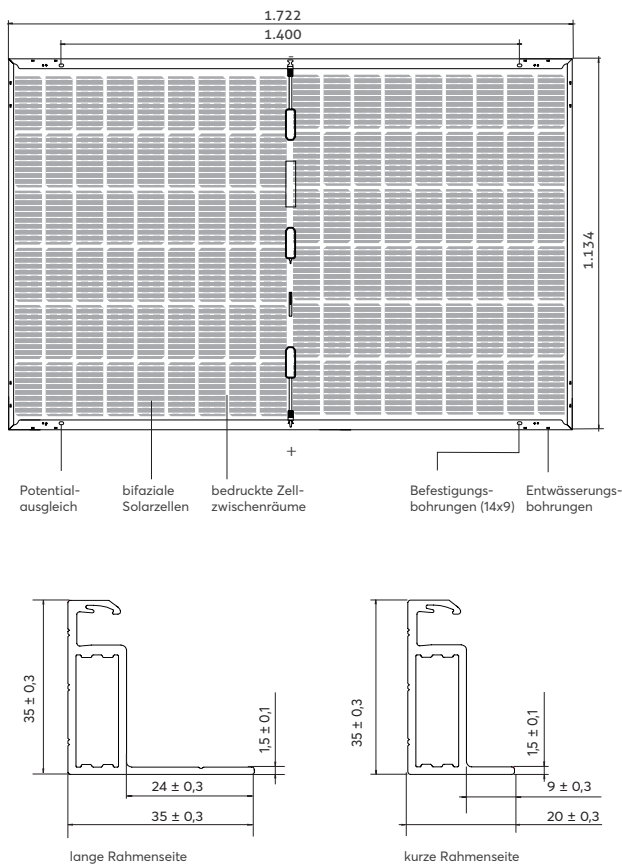 1.722
1.400
1.134
+
Potential-
ausgleich
bifaziale
Solarzellen
bedruckte Zell-
zwischenräume
Befestigungs-
bohrungen (14x9)
Entwässerungs-
bohrungen
35 ± 0,3
1,5 ± 0,1
24 ± 0,3
35 ± 0,3
lange Rahmenseite
35 ± 0,3
1,5 ± 0,1
9 ± 0,3
20 ± 0,3
kurze Rahmenseite